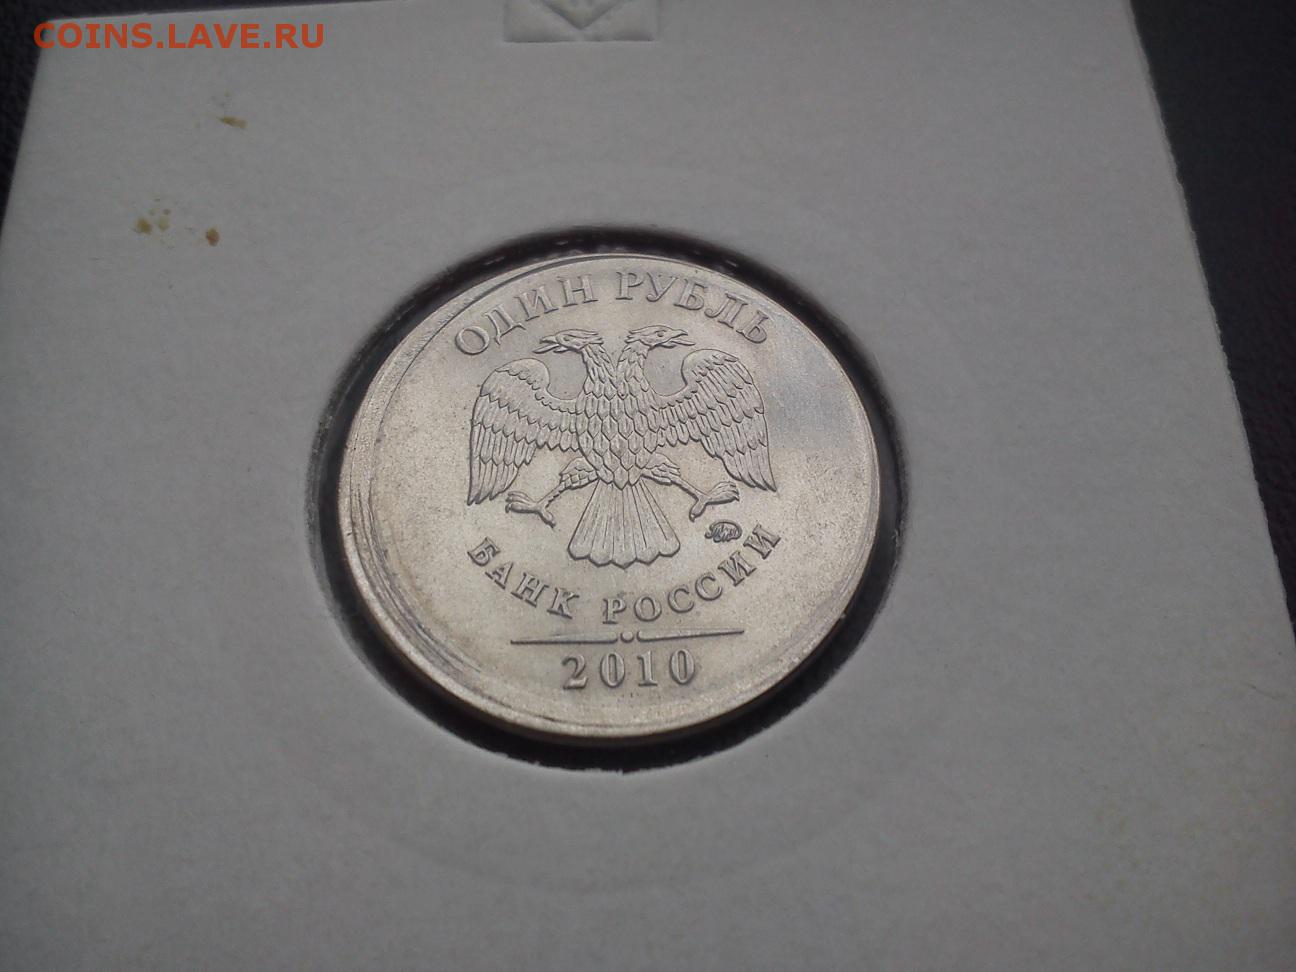 COINS.LAVE.RU
ОДИН РУБЛЬ
БАНК РОССИИ
2010